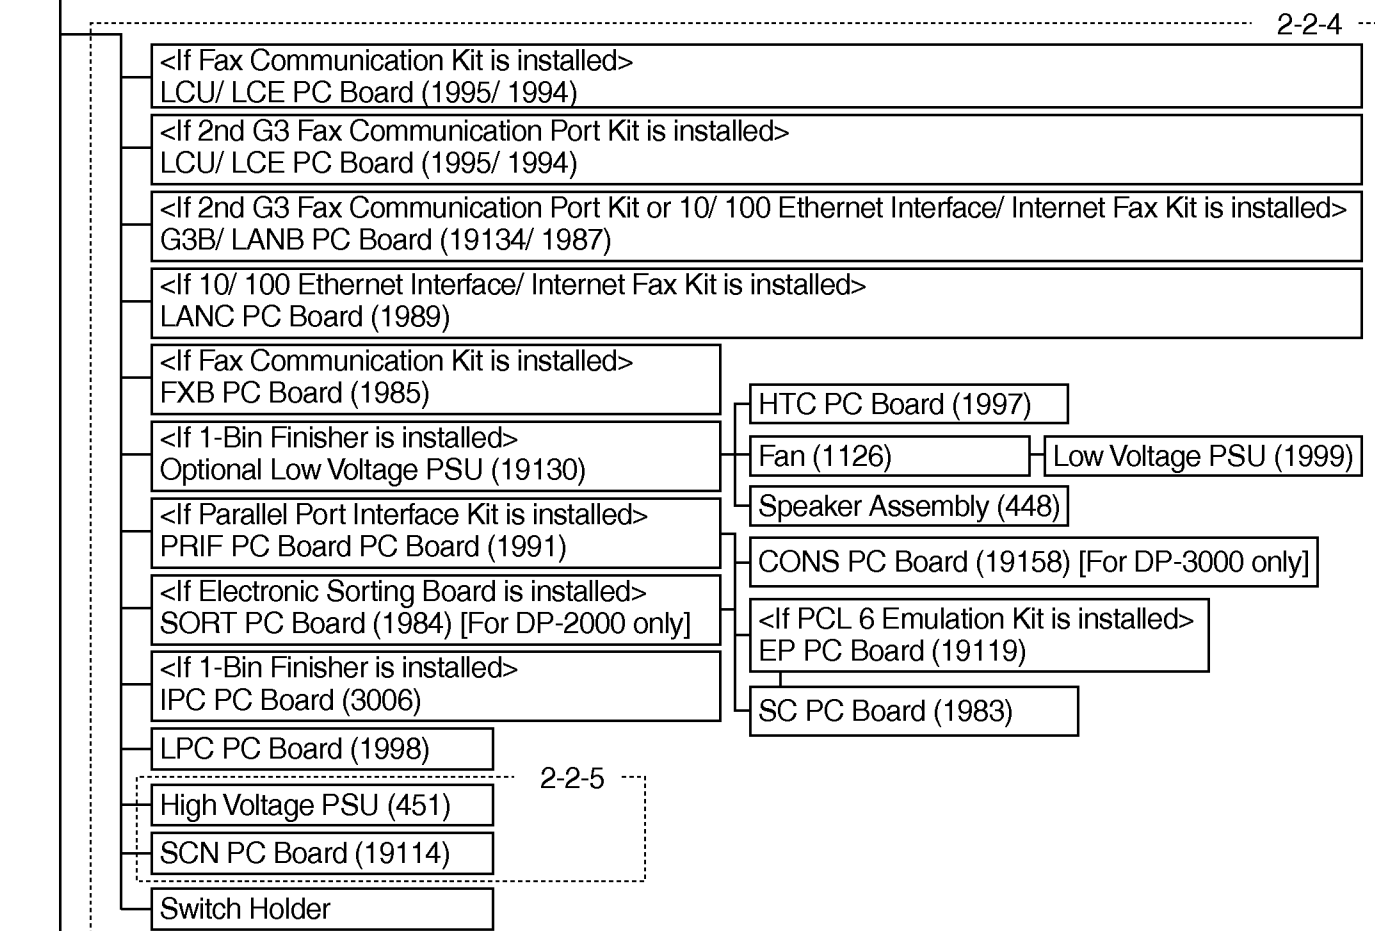 2-2-4
<If Fax Communication Kit is installed>
LCU/ LCE PC Board (1995/ 1994)
<If 2nd G3 Fax Communication Port Kit is installed>
LCU/ LCE PC Board (1995/ 1994)
<If 2nd G3 Fax Communication Port Kit or 10/ 100 Ethernet Interface/ Internet Fax Kit is installed>
G3B/ LANB PC Board (19134/ 1987)
<If 10/ 100 Ethernet Interface/ Internet Fax Kit is installed>
LANC PC Board (1989)
<If Fax Communication Kit is installed>
FXB PC Board (1985)
<If 1-Bin Finisher is installed>
Optional Low Voltage PSU (19130)
HTC PC Board (1997)
Fan (1126)
Low Voltage PSU (1999)
Speaker Assembly (448)
<If Parallel Port Interface Kit is installed>
PRIF PC Board PC Board (1991)
<If Electronic Sorting Board is installed>
SORT PC Board (1984) [For DP-2000 only]
CONS PC Board (19158) [For DP-3000 only]
<If PCL 6 Emulation Kit is installed>
EP PC Board (19119)
SC PC Board (1983)
<If 1-Bin Finisher is installed>
IPC PC Board (3006)
LPC PC Board (1998)
2-2-5
High Voltage PSU (451)
SCN PC Board (19114)
Switch Holder